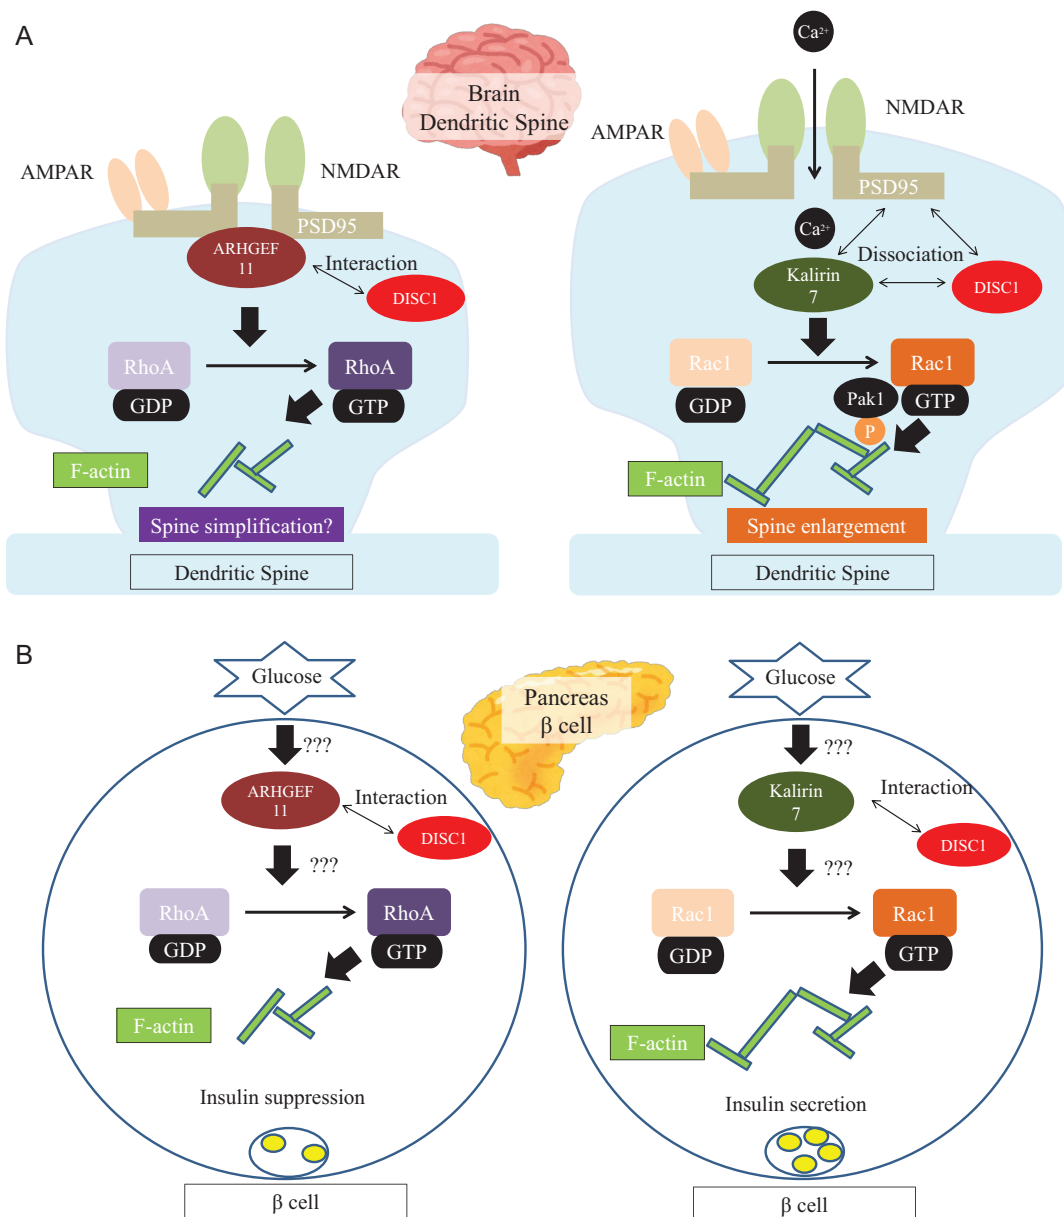 A
Brain
Dendritic Spine
AMPAR
NMDAR
PSD95
ARHGEF
11
Interaction
DISC1
RhoA
GDP
RhoA
GTP
F-actin
Spine simplification?
Dendritic Spine
Ca²⁺
AMPAR
NMDAR
PSD95
Ca²⁺
Dissociation
Kalirin
7
DISC1
Rac1
GDP
Rac1
GTP
Pak1
P
F-actin
Spine enlargement
Dendritic Spine
B
Pancreas
β cell
Glucose
???
ARHGEF
11
Interaction
DISC1
???
RhoA
GDP
RhoA
GTP
F-actin
Insulin suppression
β cell
Glucose
???
Kalirin
7
Interaction
DISC1
???
Rac1
GDP
Rac1
GTP
F-actin
Insulin secretion
β cell